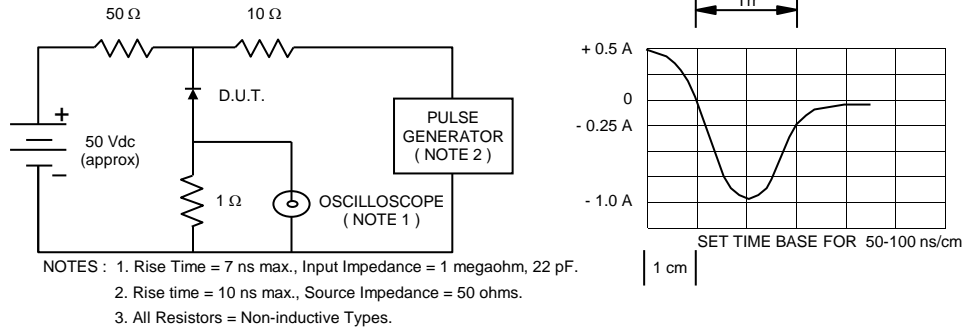 50 Ω 10 Ω
+
50 Vdc
(approx)
−
D.U.T.
1 Ω
OSCILLOSCOPE
( NOTE 1 )
PULSE
GENERATOR
( NOTE 2 )
+ 0.5 A
0
- 0.25 A
- 1.0 A
SET TIME BASE FOR 50-100 ns/cm
1 cm
NOTES : 1. Rise Time = 7 ns max., Input Impedance = 1 megaohm, 22 pF.
2. Rise time = 10 ns max., Source Impedance = 50 ohms.
3. All Resistors = Non-inductive Types.